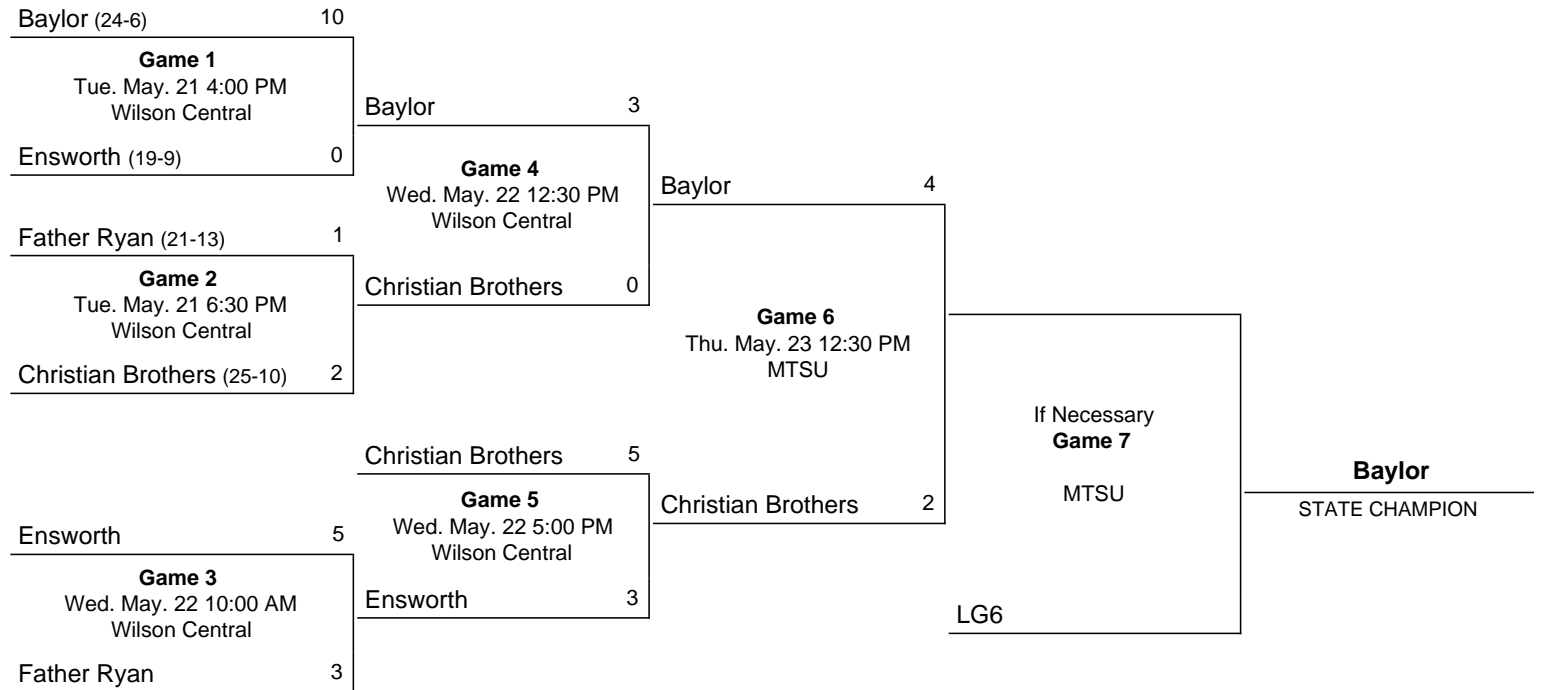 Baylor (24-6) 10
Game 1
Tue. May. 21 4:00 PM
Wilson Central
Ensworth (19-9) 0
Father Ryan (21-13) 1
Game 2
Tue. May. 21 6:30 PM
Wilson Central
Christian Brothers (25-10) 2
Ensworth 5
Game 3
Wed. May. 22 10:00 AM
Wilson Central
Father Ryan 3
Baylor 3
Game 4
Wed. May. 22 12:30 PM
Wilson Central
Christian Brothers 0
Christian Brothers 5
Game 5
Wed. May. 22 5:00 PM
Wilson Central
Ensworth 3
Baylor 4
Game 6
Thu. May. 23 12:30 PM
MTSU
Christian Brothers 2
If Necessary
Game 7
MTSU
LG6
Baylor
STATE CHAMPION